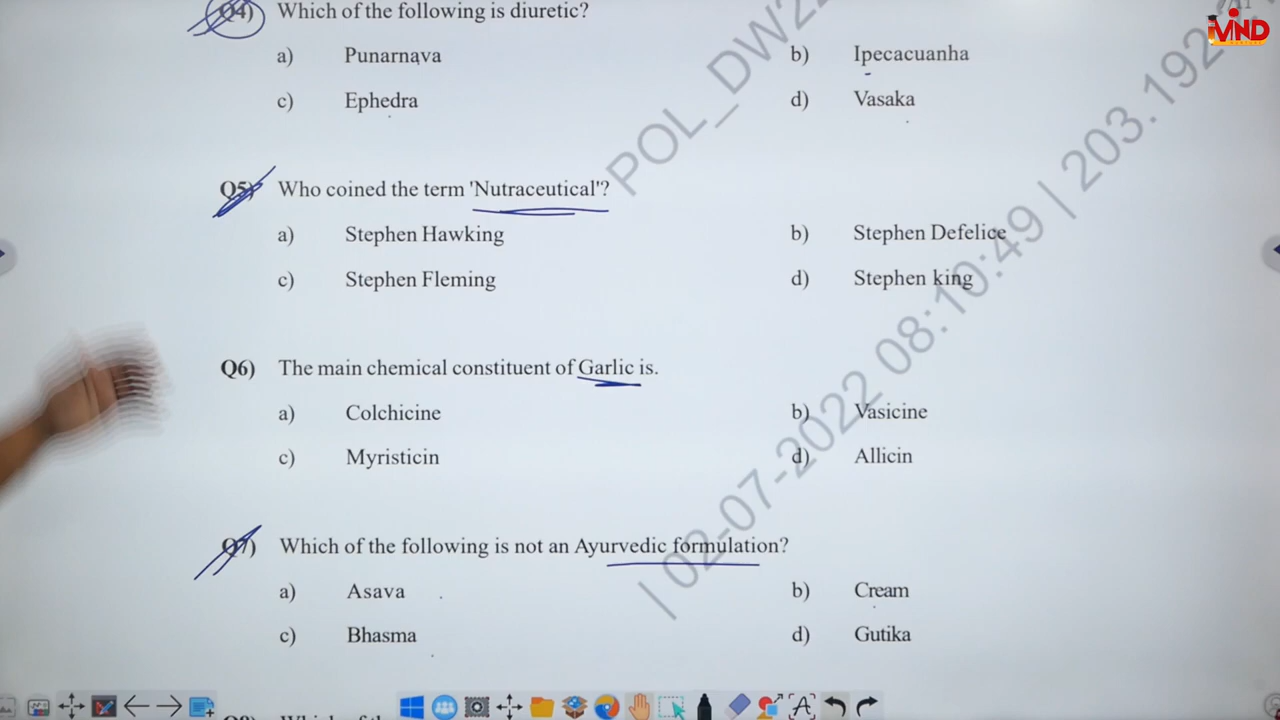 Q4) Which of the following is diuretic?
a) Punarnava b) Ipecacuanha
c) Ephedra d) Vasaka
Q5) Who coined the term 'Nutraceutical'?
a) Stephen Hawking b) Stephen Defelice
c) Stephen Fleming d) Stephen king
Q6) The main chemical constituent of Garlic is.
a) Colchicine b) Vasicine
c) Myristicin d) Allicin
Q7) Which of the following is not an Ayurvedic formulation?
a) Asava b) Cream
c) Bhasma d) Gutika
POL_DW22
| 02-07-2022 08:10:49 | 203.192